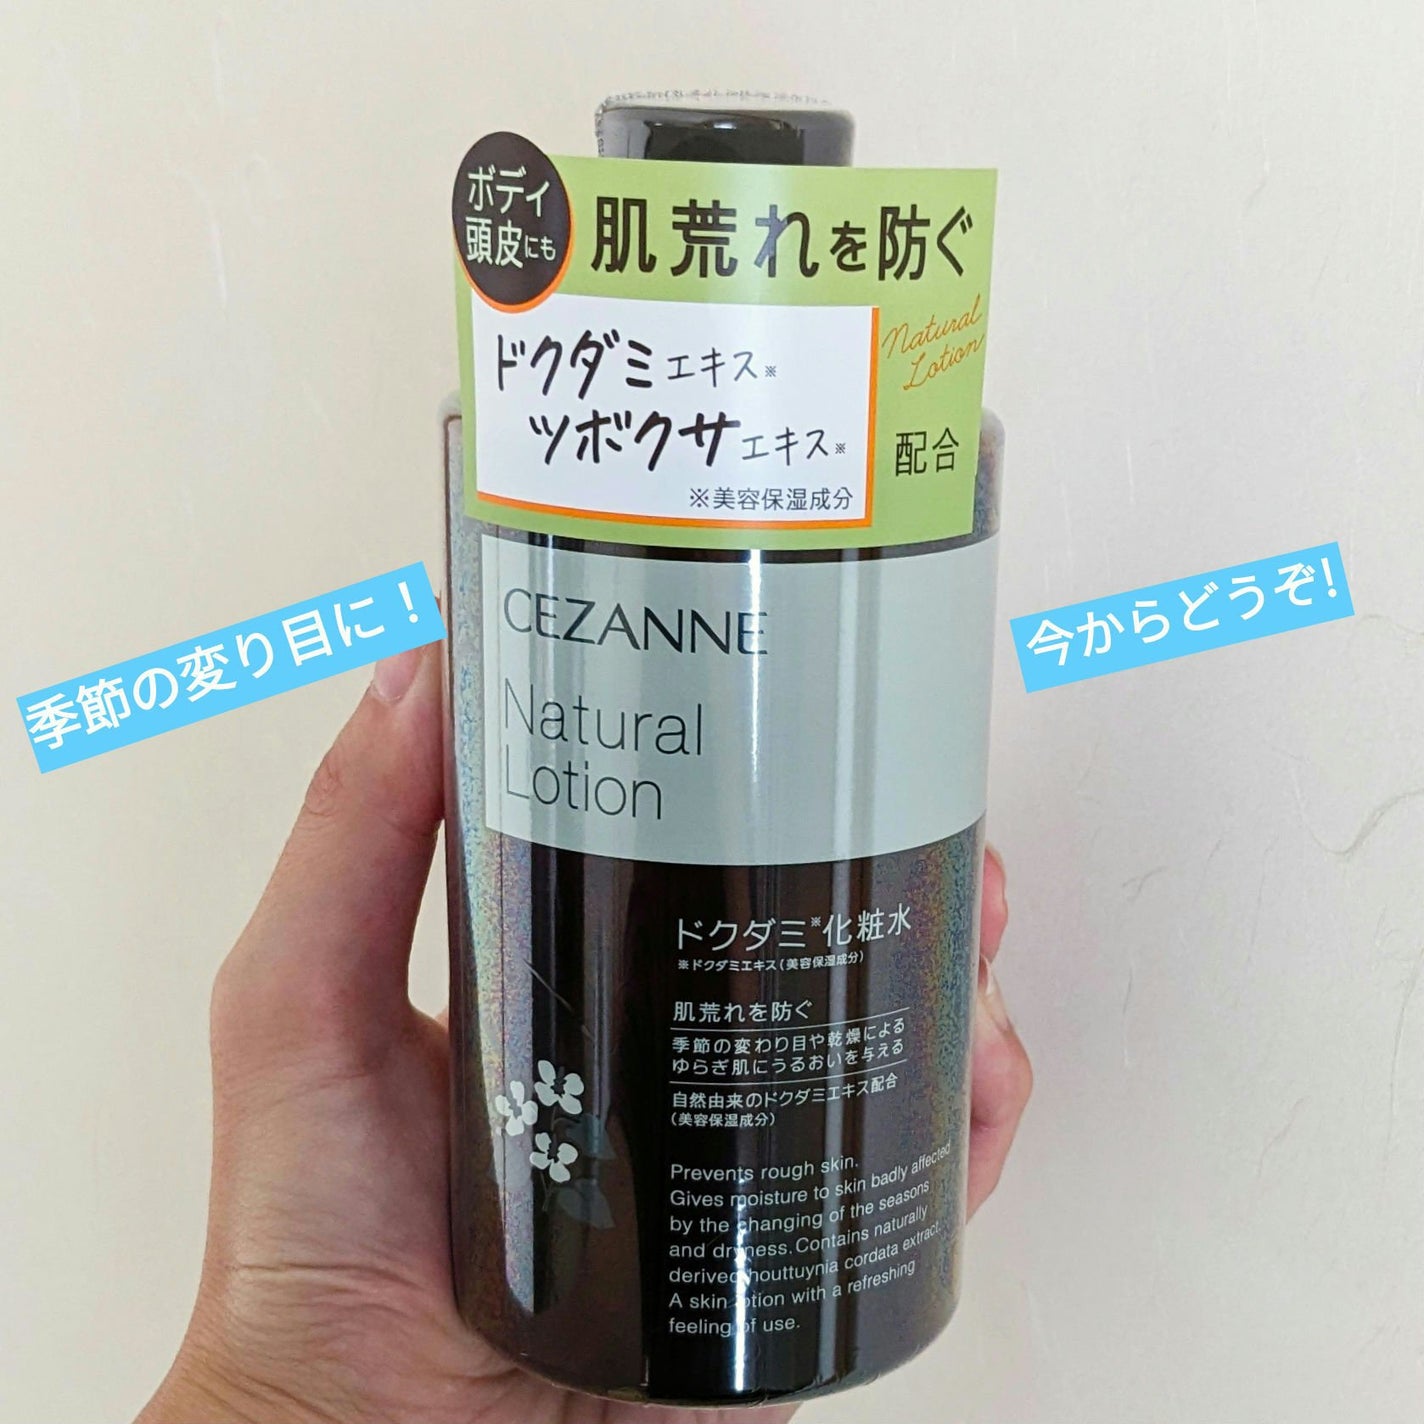 ボディ
頭皮にも
肌荒れを防ぐ
ドクダミエキス※
ツボクサエキス※
※美容保湿成分
Natural
Lotion
配合
季節の変り目に！
今からどうぞ！
CEZANNE
Natural
Lotion
ドクダミ※化粧水
※ドクダミエキス（美容保湿成分）
肌荒れを防ぐ
季節の変わり目や乾燥による
ゆらぎ肌にうるおいを与える
自然由来のドクダミエキス配合
（美容保湿成分）
Prevents rough skin.
Gives moisture to skin badly affected
by the changing of the seasons
and dryness. Contains naturally
derived houttuynia cordata extract.
A skin lotion with a refreshing
feeling of use.